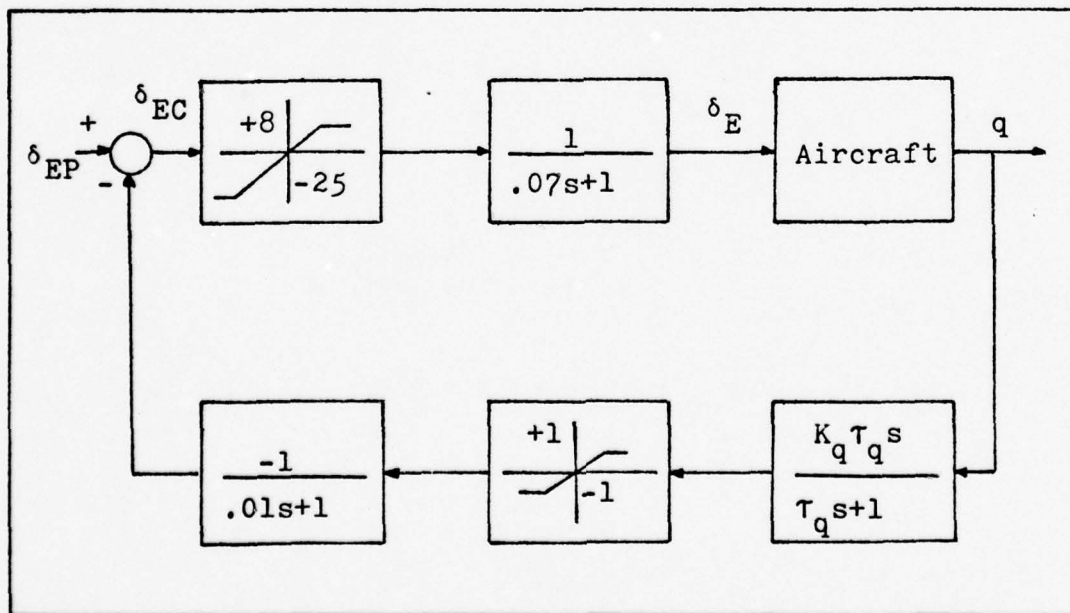 δEP
+
-
δEC
+8
-25
1
.07s+1
δE
Aircraft
q
-1
.01s+1
+1
-1
Kqτqs
τqs+1